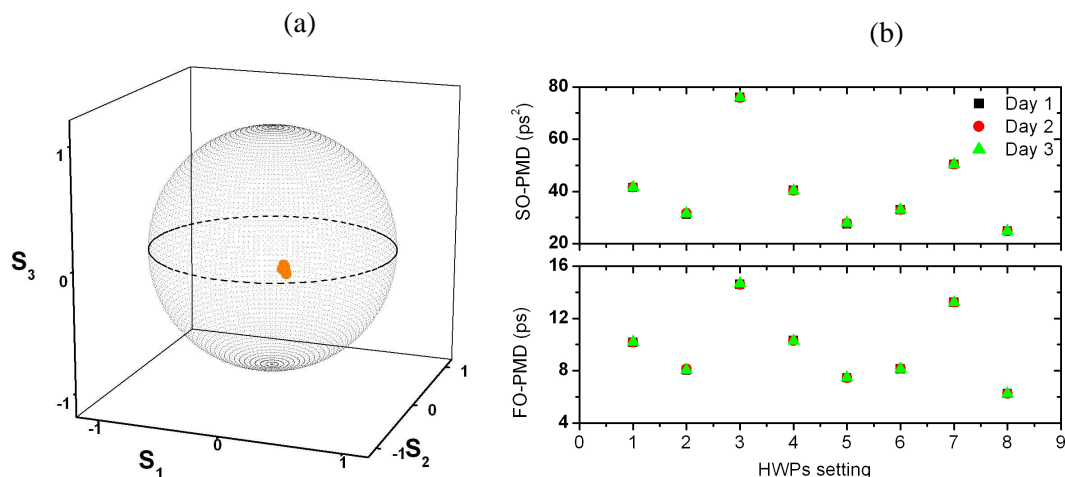 (a)
1
0
-1
S3
-1
0
1
S1
-1
0
1
S2
(b)
80
60
40
20
SO-PMD (ps²)
Day 1
Day 2
Day 3
16
12
8
4
FO-PMD (ps)
0 1 2 3 4 5 6 7 8 9
HWPs setting